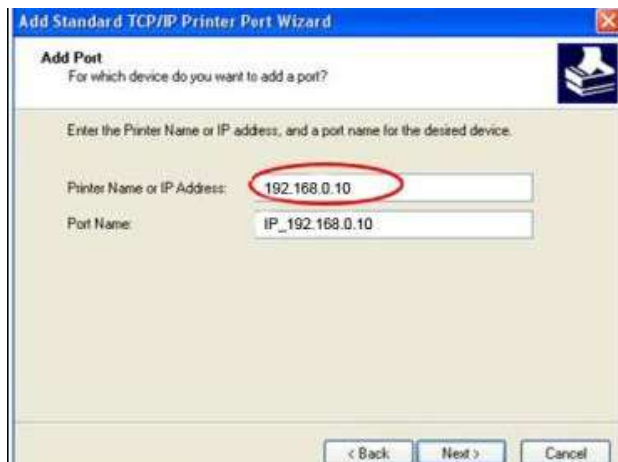 Add Standard TCP/IP Printer Port Wizard
Add Port
For which device do you want to add a port?
Enter the Printer Name or IP address, and a port name for the desired device.
Printer Name or IP Address: 192.168.0.10
Port Name: IP_192.168.0.10
< Back Next > Cancel